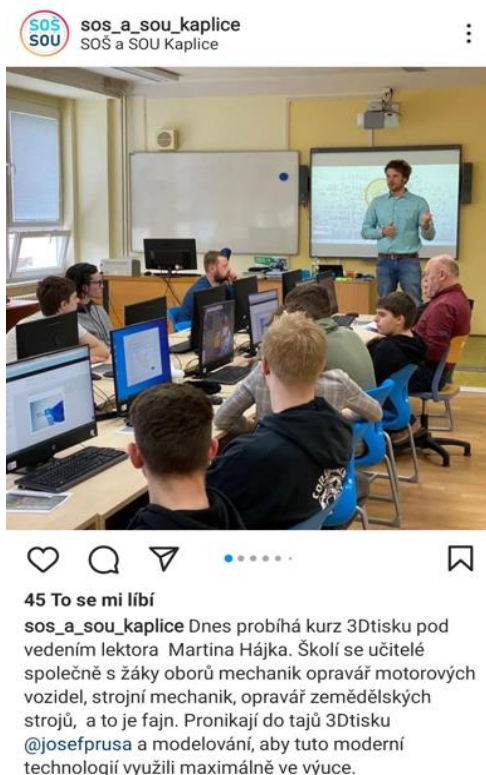 SOŠ
SOU
sos_a_sou_kaplice
SOŠ a SOU Kaplice
45 To se mi líbí
sos_a_sou_kaplice Dnes probíhá kurz 3Dtisku pod
vedením lektora Martina Hájka. Školí se učitelé
společně s žáky oborů mechanik opravář motorových
vozidel, strojní mechanik, opravář zemědělských
strojů, a to je fajn. Pronikají do tajů 3Dtisku
@josefprusa a modelování, aby tuto moderní
technologií využili maximálně ve výuce.